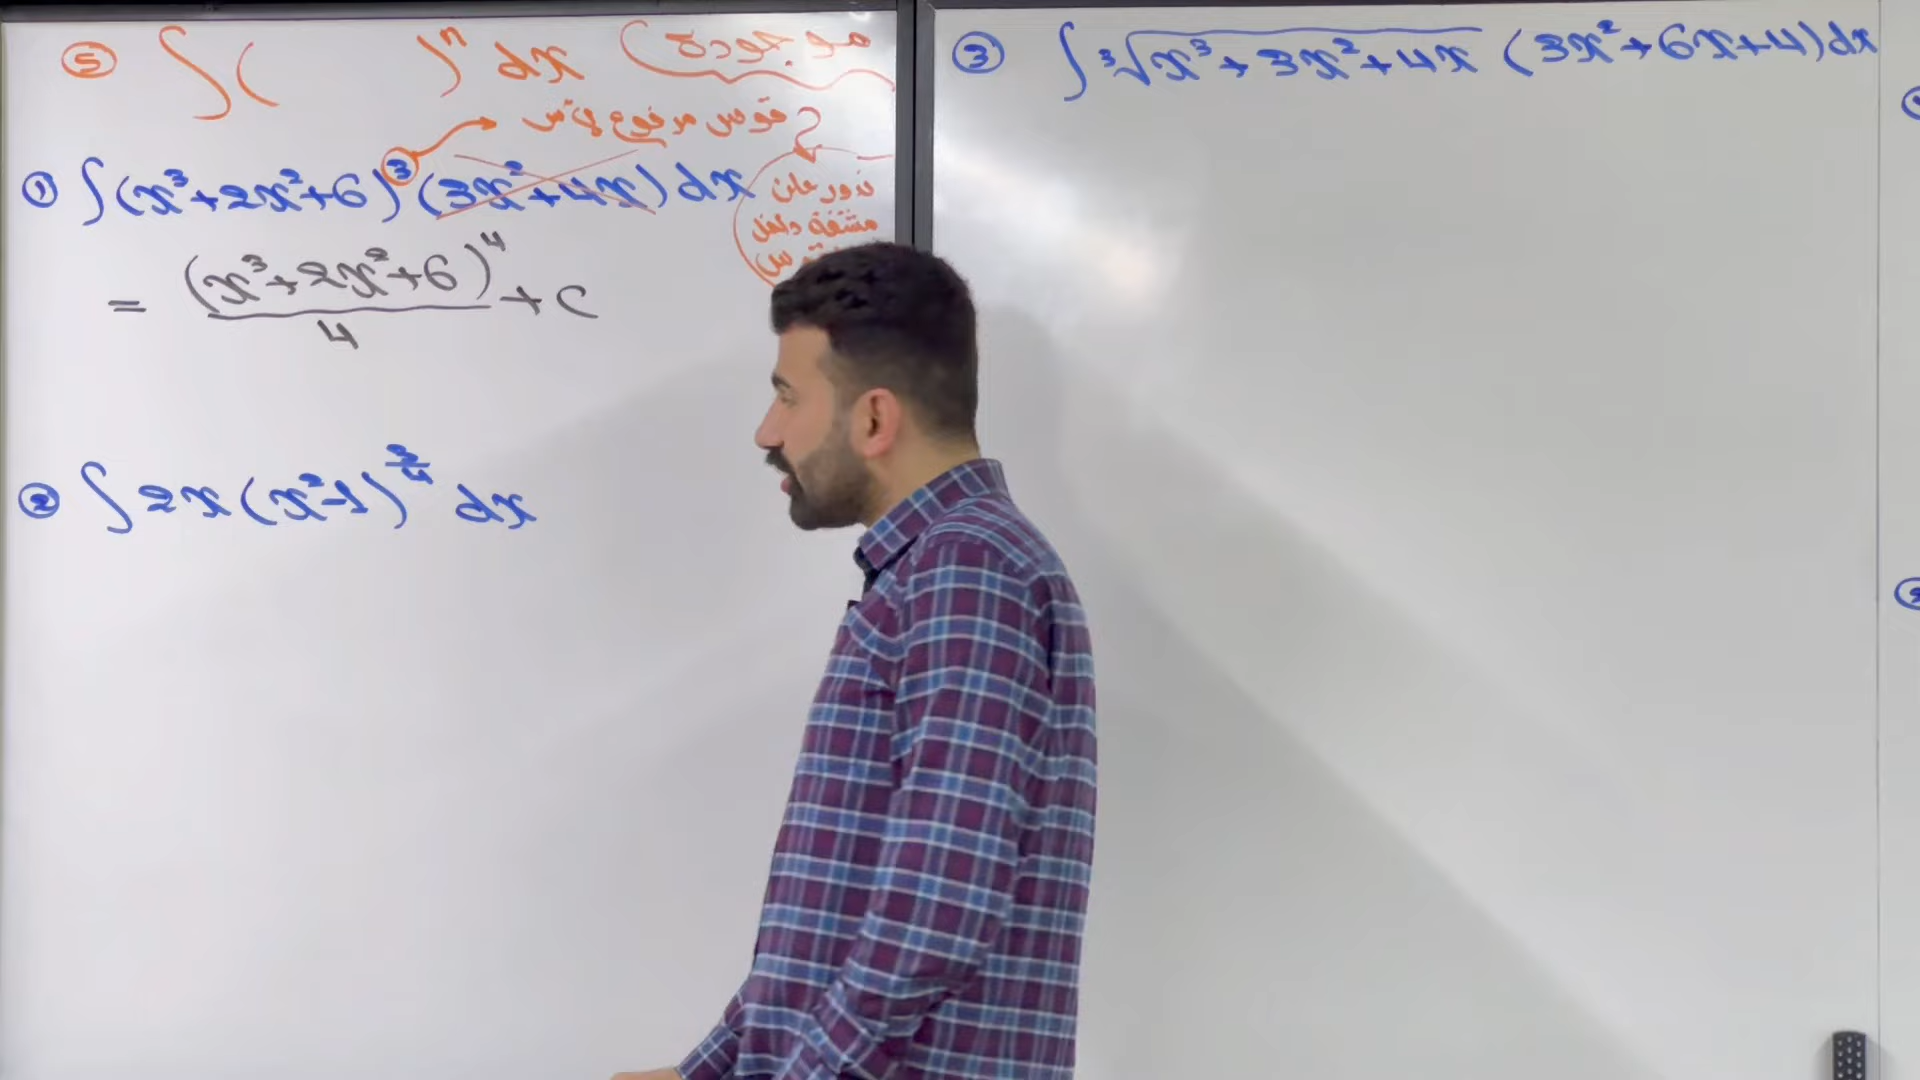 ⑤ ∫( )ⁿ dx (موجودة
قوس مرفوع لأس
① ∫(x³+2x²+6)³(3x²+4x)dx
ندور على
مشتقة داخل
= (x³+2x²+6)⁴/4 + c
② ∫2x(x²-1)^(3/4) dx
③ ∫∛(x³+3x²+4x) (3x²+6x+4)dx